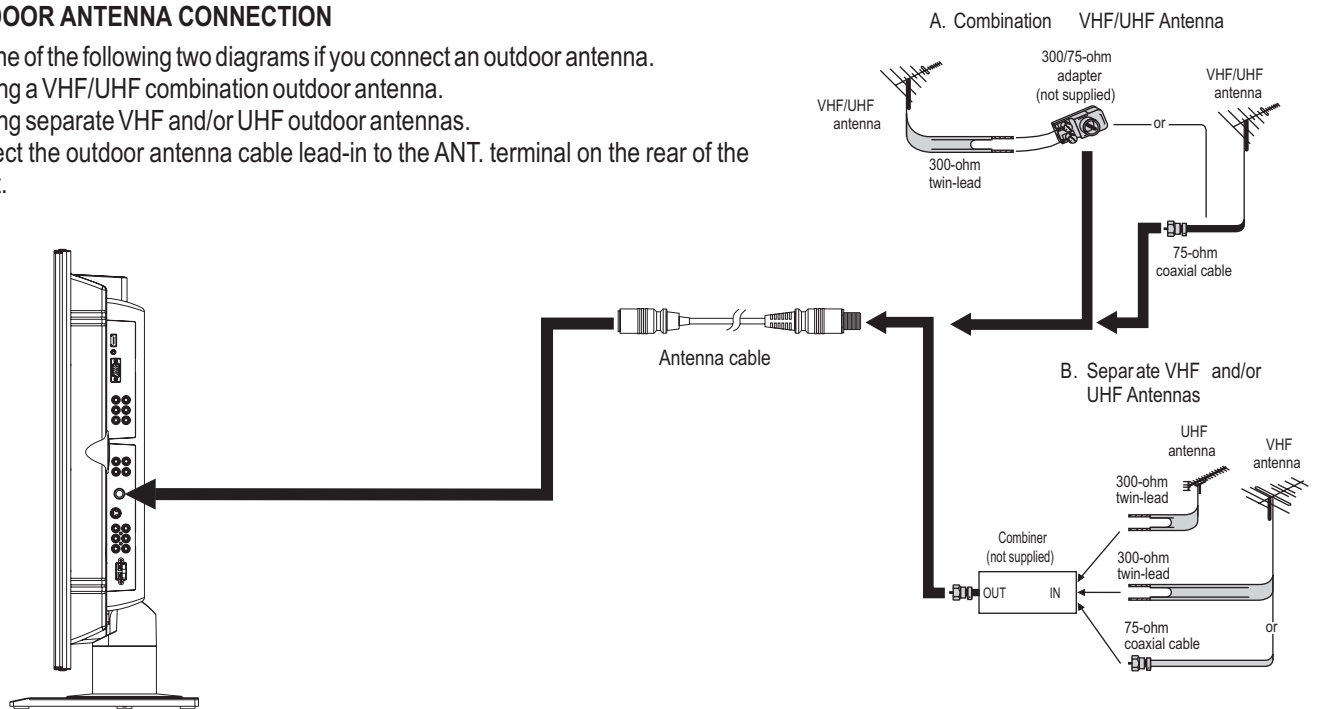 OOR ANTENNA CONNECTION
ne of the following two diagrams if you connect an outdoor antenna.
ng a VHF/UHF combination outdoor antenna.
ng separate VHF and/or UHF outdoor antennas.
ect the outdoor antenna cable lead-in to the ANT. terminal on the rear of the
t.
A. Combination VHF/UHF Antenna
300/75-ohm
adapter
(not supplied)
VHF/UHF
antenna
VHF/UHF
antenna
or
300-ohm
twin-lead
75-ohm
coaxial cable
Antenna cable
B. Separate VHF and/or
UHF Antennas
UHF
antenna
VHF
antenna
300-ohm
twin-lead
Combiner
(not supplied)
OUT IN
300-ohm
twin-lead
75-ohm
coaxial cable
or